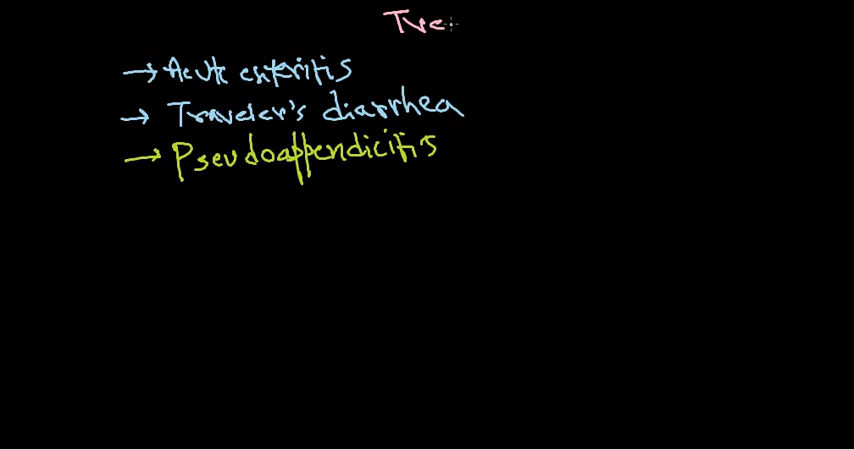 Tre
→ Acute enteritis
→ Traveler's diarrhea
→ Pseudoappendicitis